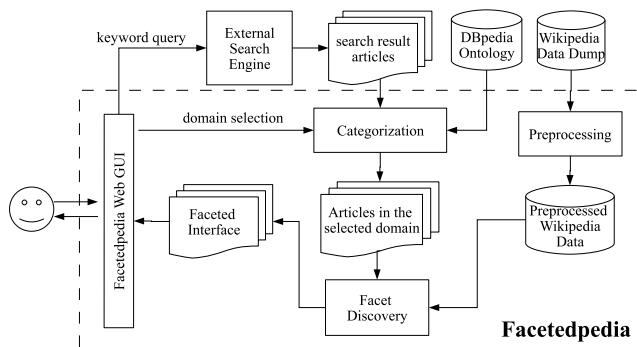 keyword query
External
Search
Engine
search result
articles
DBpedia
Ontology
Wikipedia
Data Dump
domain selection
Categorization
Preprocessing
Facetedpedia Web GUI
Faceted
Interface
Articles in the
selected domain
Preprocessed
Wikipedia
Data
Facet
Discovery
Facetedpedia